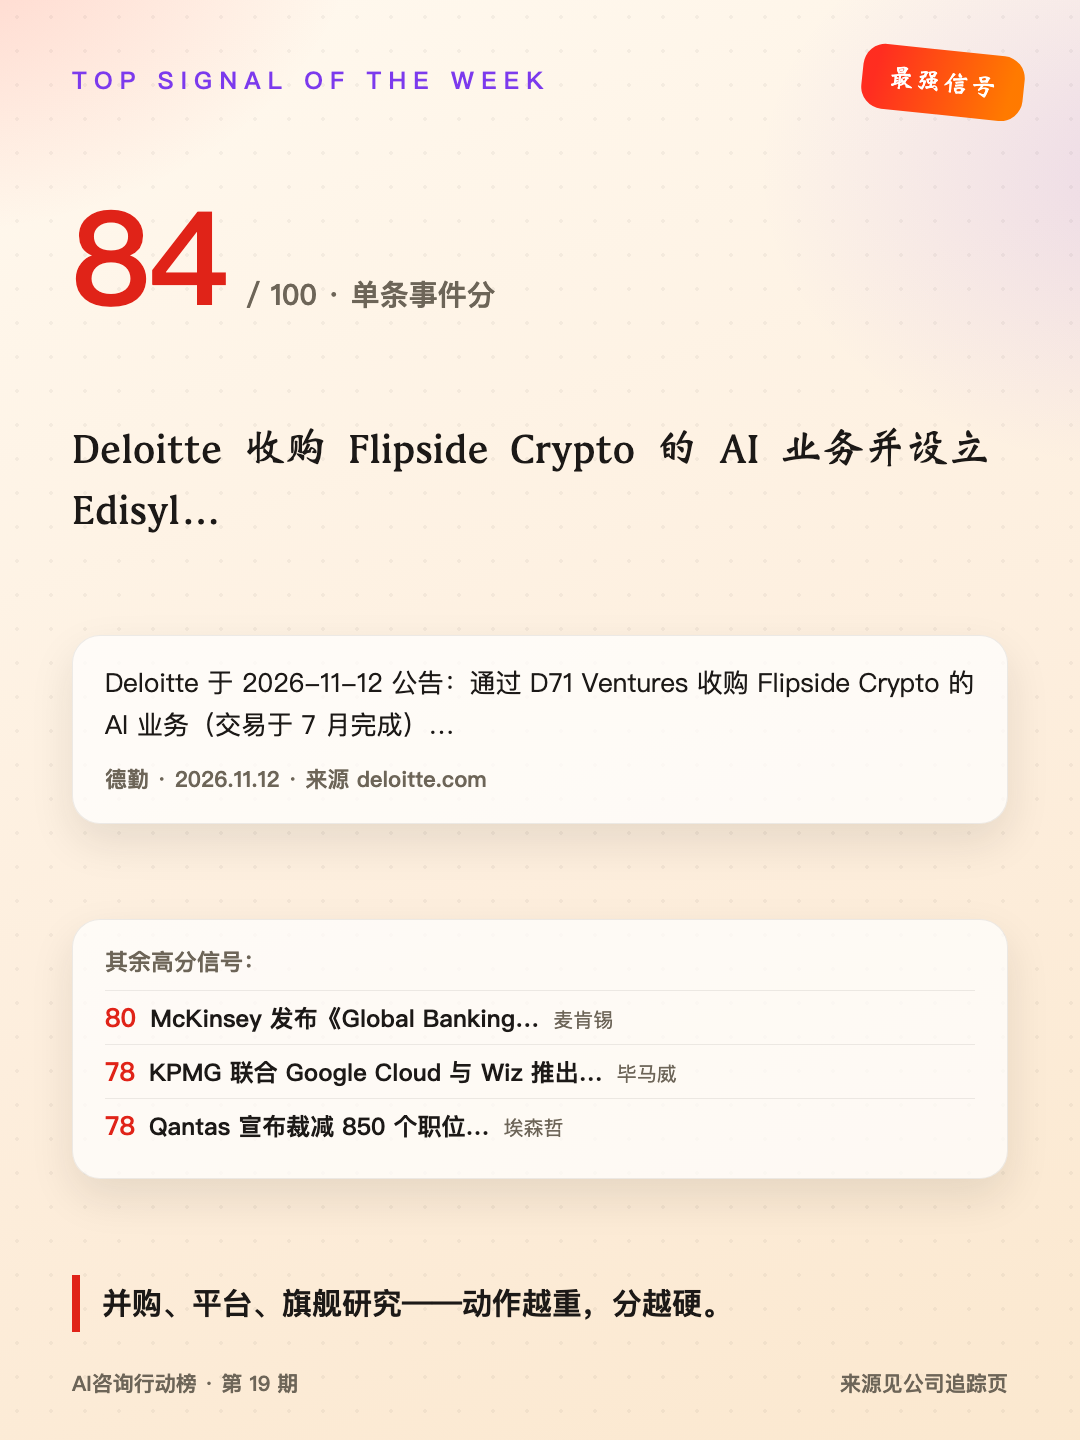 TOP SIGNAL OF THE WEEK
最强信号
84 / 100 · 单条事件分
Deloitte 收购 Flipside Crypto 的 AI 业务并设立
Edisyl...
Deloitte 于 2026-11-12 公告：通过 D71 Ventures 收购 Flipside Crypto 的
AI 业务（交易于 7 月完成）...
德勤 · 2026.11.12 · 来源 deloitte.com
其余高分信号：
80 McKinsey 发布《Global Banking... 麦肯锡
78 KPMG 联合 Google Cloud 与 Wiz 推出... 毕马威
78 Qantas 宣布裁减 850 个职位... 埃森哲
并购、平台、旗舰研究——动作越重，分越硬。
AI咨询行动榜 · 第 19 期
来源见公司追踪页